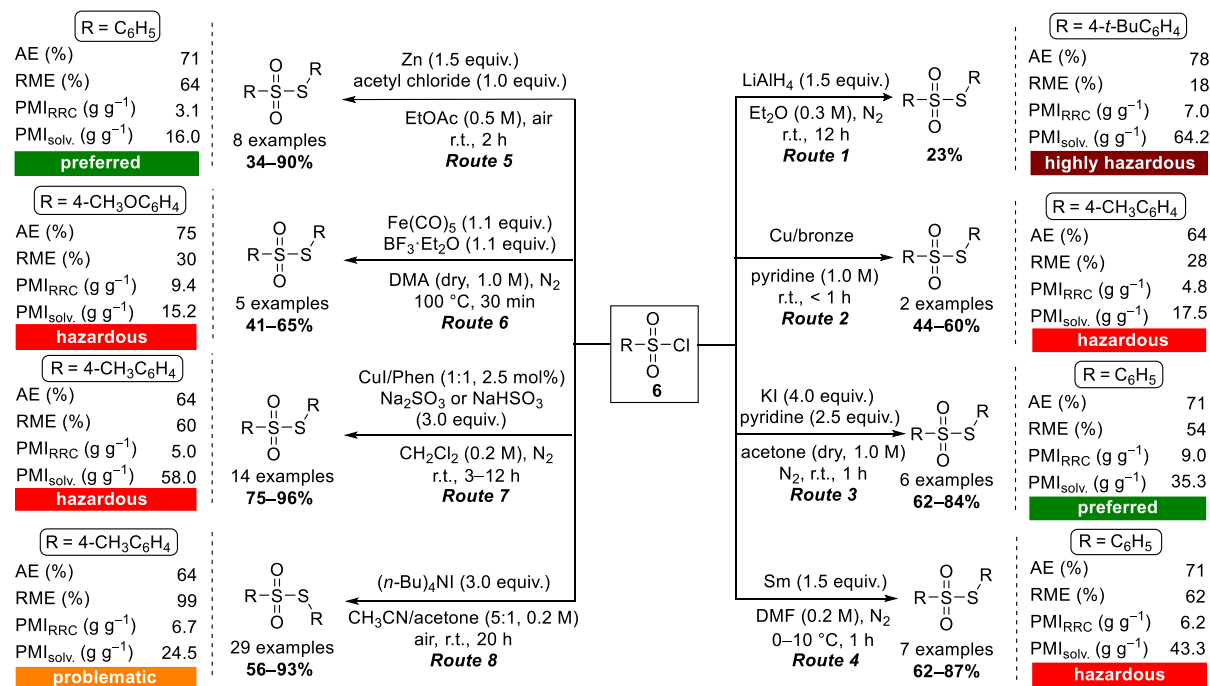 R = C6H5
AE (%) 71
RME (%) 64
PMIRRC (g g–1) 3.1
PMIsolv. (g g–1) 16.0
preferred
R
O
R S S
O
8 examples
34–90%
Zn (1.5 equiv.)
acetyl chloride (1.0 equiv.)
EtOAc (0.5 M), air
r.t., 2 h
Route 5
R = 4-CH3OC6H4
AE (%) 75
RME (%) 30
PMIRRC (g g–1) 9.4
PMIsolv. (g g–1) 15.2
hazardous
R
O
R S S
O
5 examples
41–65%
Fe(CO)5 (1.1 equiv.)
BF3·Et2O (1.1 equiv.)
DMA (dry, 1.0 M), N2
100 °C, 30 min
Route 6
R = 4-CH3C6H4
AE (%) 64
RME (%) 60
PMIRRC (g g–1) 5.0
PMIsolv. (g g–1) 58.0
hazardous
R
O
R S S
O
14 examples
75–96%
CuI/Phen (1:1, 2.5 mol%)
Na2SO3 or NaHSO3
(3.0 equiv.)
CH2Cl2 (0.2 M), N2
r.t., 3–12 h
Route 7
R = 4-CH3C6H4
AE (%) 64
RME (%) 99
PMIRRC (g g–1) 6.7
PMIsolv. (g g–1) 24.5
problematic
O
R S S
O R
29 examples
56–93%
(n-Bu)4NI (3.0 equiv.)
CH3CN/acetone (5:1, 0.2 M)
air, r.t., 20 h
Route 8
O
R S Cl
O
6
LiAlH4 (1.5 equiv.)
Et2O (0.3 M), N2
r.t., 12 h
Route 1
R
O
R S S
O
23%
R = 4-t-BuC6H4
AE (%) 78
RME (%) 18
PMIRRC (g g–1) 7.0
PMIsolv. (g g–1) 64.2
highly hazardous
Cu/bronze
pyridine (1.0 M)
r.t., < 1 h
Route 2
R
O
R S S
O
2 examples
44–60%
R = 4-CH3C6H4
AE (%) 64
RME (%) 28
PMIRRC (g g–1) 4.8
PMIsolv. (g g–1) 17.5
hazardous
KI (4.0 equiv.)
pyridine (2.5 equiv.)
acetone (dry, 1.0 M)
N2, r.t., 1 h
Route 3
R
O
R S S
O
6 examples
62–84%
R = C6H5
AE (%) 71
RME (%) 54
PMIRRC (g g–1) 9.0
PMIsolv. (g g–1) 35.3
preferred
Sm (1.5 equiv.)
DMF (0.2 M), N2
0–10 °C, 1 h
Route 4
R
O
R S S
O
7 examples
62–87%
R = C6H5
AE (%) 71
RME (%) 62
PMIRRC (g g–1) 6.2
PMIsolv. (g g–1) 43.3
hazardous